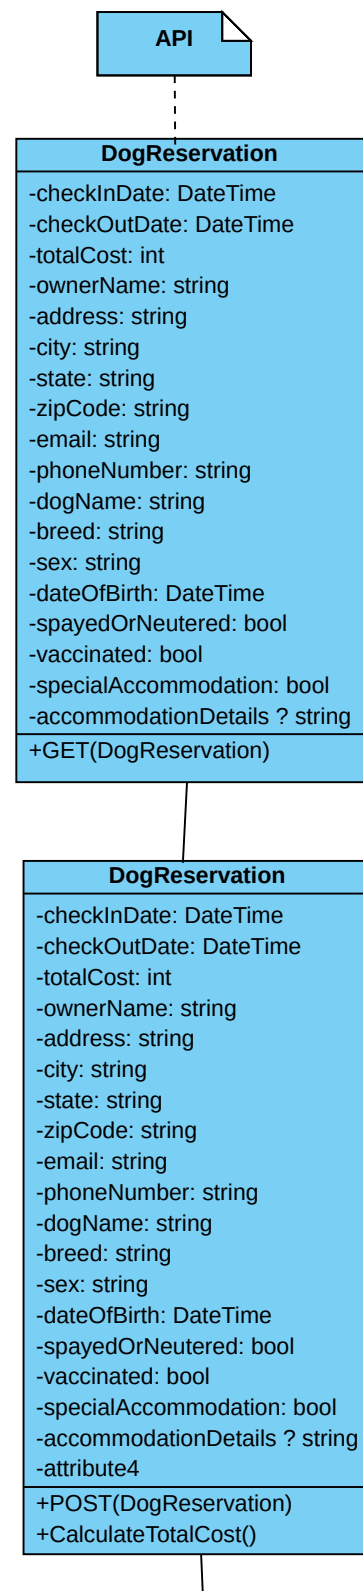 API
DogReservation
-checkInDate: DateTime
-checkOutDate: DateTime
-totalCost: int
-ownerName: string
-address: string
-city: string
-state: string
-zipCode: string
-email: string
-phoneNumber: string
-dogName: string
-breed: string
-sex: string
-dateOfBirth: DateTime
-spayedOrNeutered: bool
-vaccinated: bool
-specialAccommodation: bool
-accommodationDetails ? string
+GET(DogReservation)
DogReservation
-checkInDate: DateTime
-checkOutDate: DateTime
-totalCost: int
-ownerName: string
-address: string
-city: string
-state: string
-zipCode: string
-email: string
-phoneNumber: string
-dogName: string
-breed: string
-sex: string
-dateOfBirth: DateTime
-spayedOrNeutered: bool
-vaccinated: bool
-specialAccommodation: bool
-accommodationDetails ? string
-attribute4
+POST(DogReservation)
+CalculateTotalCost()